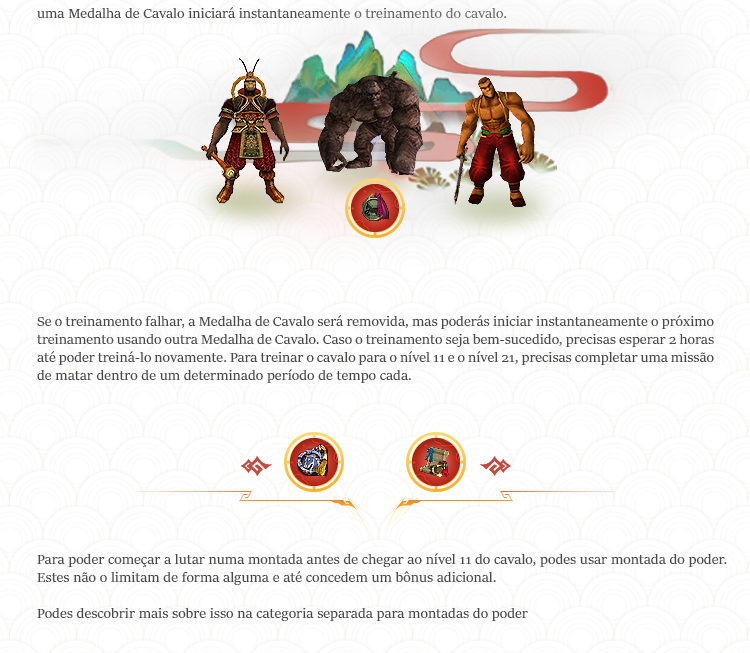 uma Medalha de Cavalo iniciará instantaneamente o treinamento do cavalo.
Se o treinamento falhar, a Medalha de Cavalo será removida, mas poderás iniciar instantaneamente o próximo
treinamento usando outra Medalha de Cavalo. Caso o treinamento seja bem-sucedido, precisas esperar 2 horas
até poder treiná-lo novamente. Para treinar o cavalo para o nível 11 e o nível 21, precisas completar uma missão
de matar dentro de um determinado período de tempo cada.
Para poder começar a lutar numa montada antes de chegar ao nível 11 do cavalo, podes usar montada do poder.
Estes não o limitam de forma alguma e até concedem um bônus adicional.
Podes descobrir mais sobre isso na categoria separada para montadas do poder